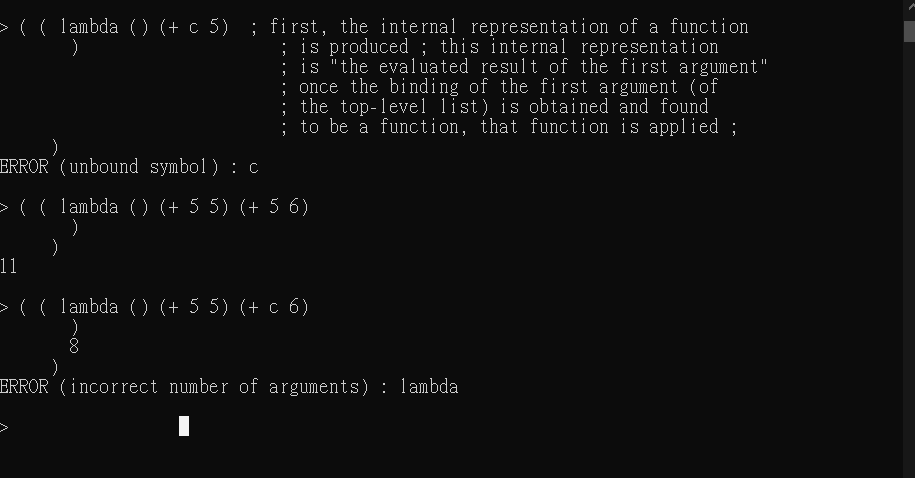 > ( ( lambda () (+ c 5)  ; first, the internal representation of a function
       )                    ; is produced ; this internal representation
                            ; is "the evaluated result of the first argument"
                            ; once the binding of the first argument (of
                            ; the top-level list) is obtained and found
                            ; to be a function, that function is applied ;
     )
ERROR (unbound symbol) : c
> ( ( lambda () (+ 5 5) (+ 5 6)
       )
     )
11
> ( ( lambda () (+ 5 5) (+ c 6)
       )
       8
     )
ERROR (incorrect number of arguments) : lambda
>